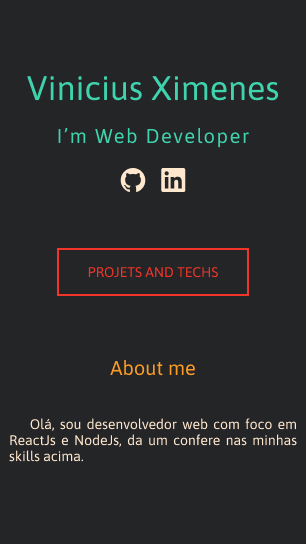 Vinicius Ximenes
I’m Web Developer
in
PROJETS AND TECHS
About me
Olá, sou desenvolvedor web com foco em
ReactJs e NodeJs, da um confere nas minhas
skills acima.